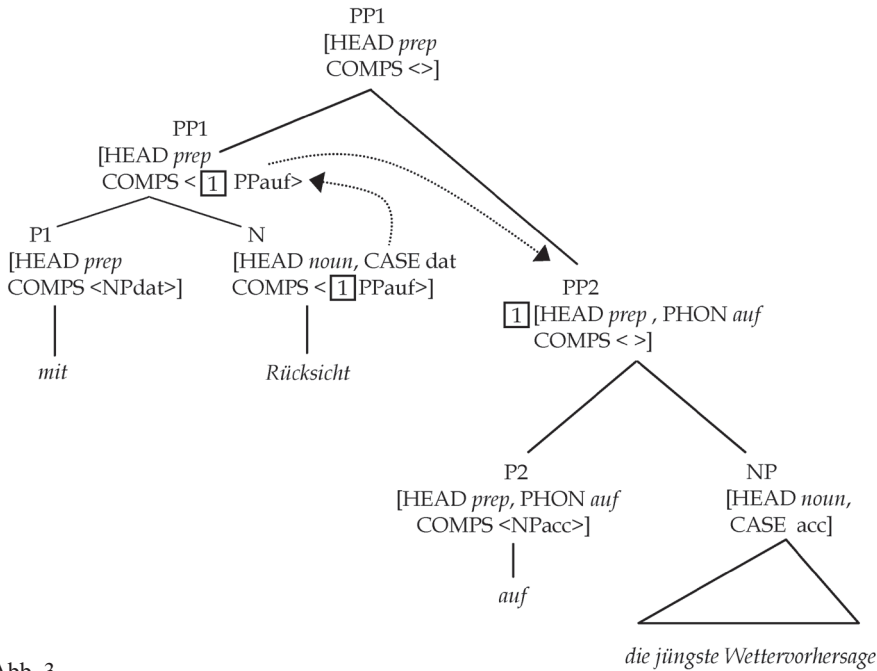 PP1
[HEAD prep
COMPS <>]
PP1
[HEAD prep
COMPS < 1 PPauf>
P1
[HEAD prep
COMPS <NPdat>]
mit
N
[HEAD noun, CASE dat
COMPS < 1 PPauf>]
Rücksicht
PP2
1 [HEAD prep , PHON auf
COMPS < >]
P2
[HEAD prep, PHON auf
COMPS <NPacc>]
auf
NP
[HEAD noun,
CASE acc]
die jüngste Wettervorhersage
Abb. 3